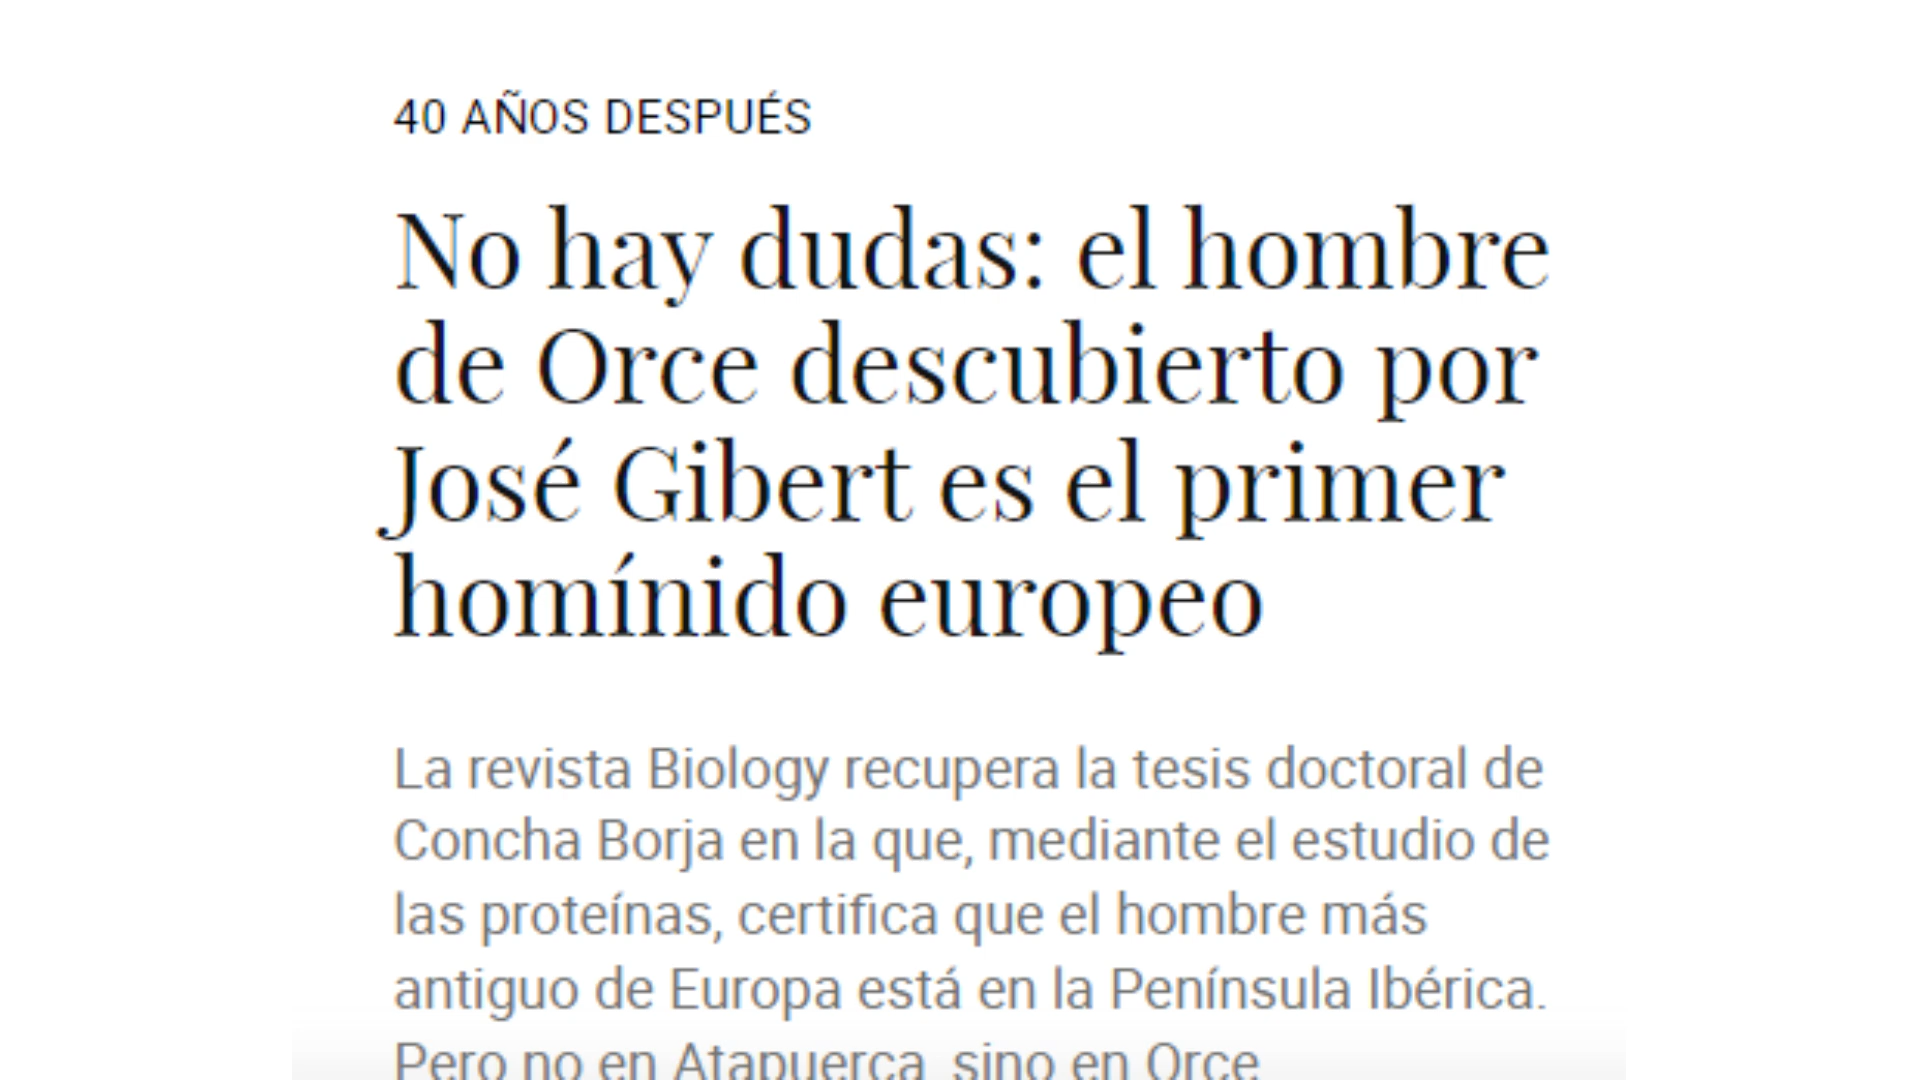 40 AÑOS DESPUÉS
No hay dudas: el hombre
de Orce descubierto por
José Gibert es el primer
homínido europeo
La revista Biology recupera la tesis doctoral de
Concha Borja en la que, mediante el estudio de
las proteínas, certifica que el hombre más
antiguo de Europa está en la Península Ibérica.
Pero no en Atapuerca, sino en Orce